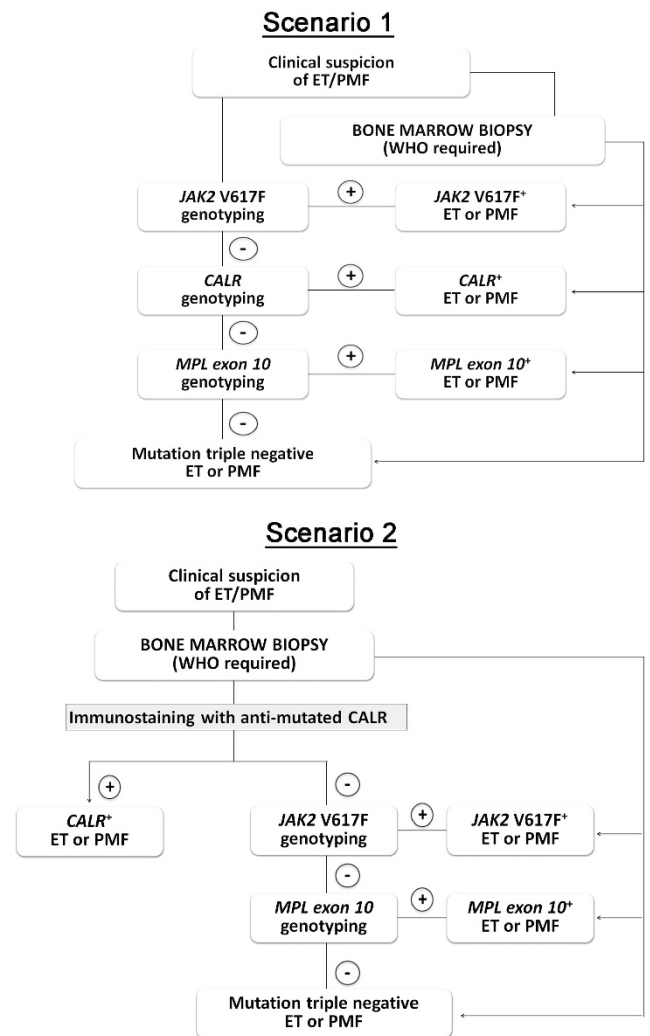 Scenario 1
Clinical suspicion
of ET/PMF
BONE MARROW BIOPSY
(WHO required)
JAK2 V617F
genotyping
+
JAK2 V617F⁺
ET or PMF
-
CALR
genotyping
+
CALR⁺
ET or PMF
-
MPL exon 10
genotyping
+
MPL exon 10⁺
ET or PMF
-
Mutation triple negative
ET or PMF
Scenario 2
Clinical suspicion
of ET/PMF
BONE MARROW BIOPSY
(WHO required)
Immunostaining with anti-mutated CALR
+
-
CALR⁺
ET or PMF
JAK2 V617F
genotyping
+
JAK2 V617F⁺
ET or PMF
-
MPL exon 10
genotyping
+
MPL exon 10⁺
ET or PMF
-
Mutation triple negative
ET or PMF